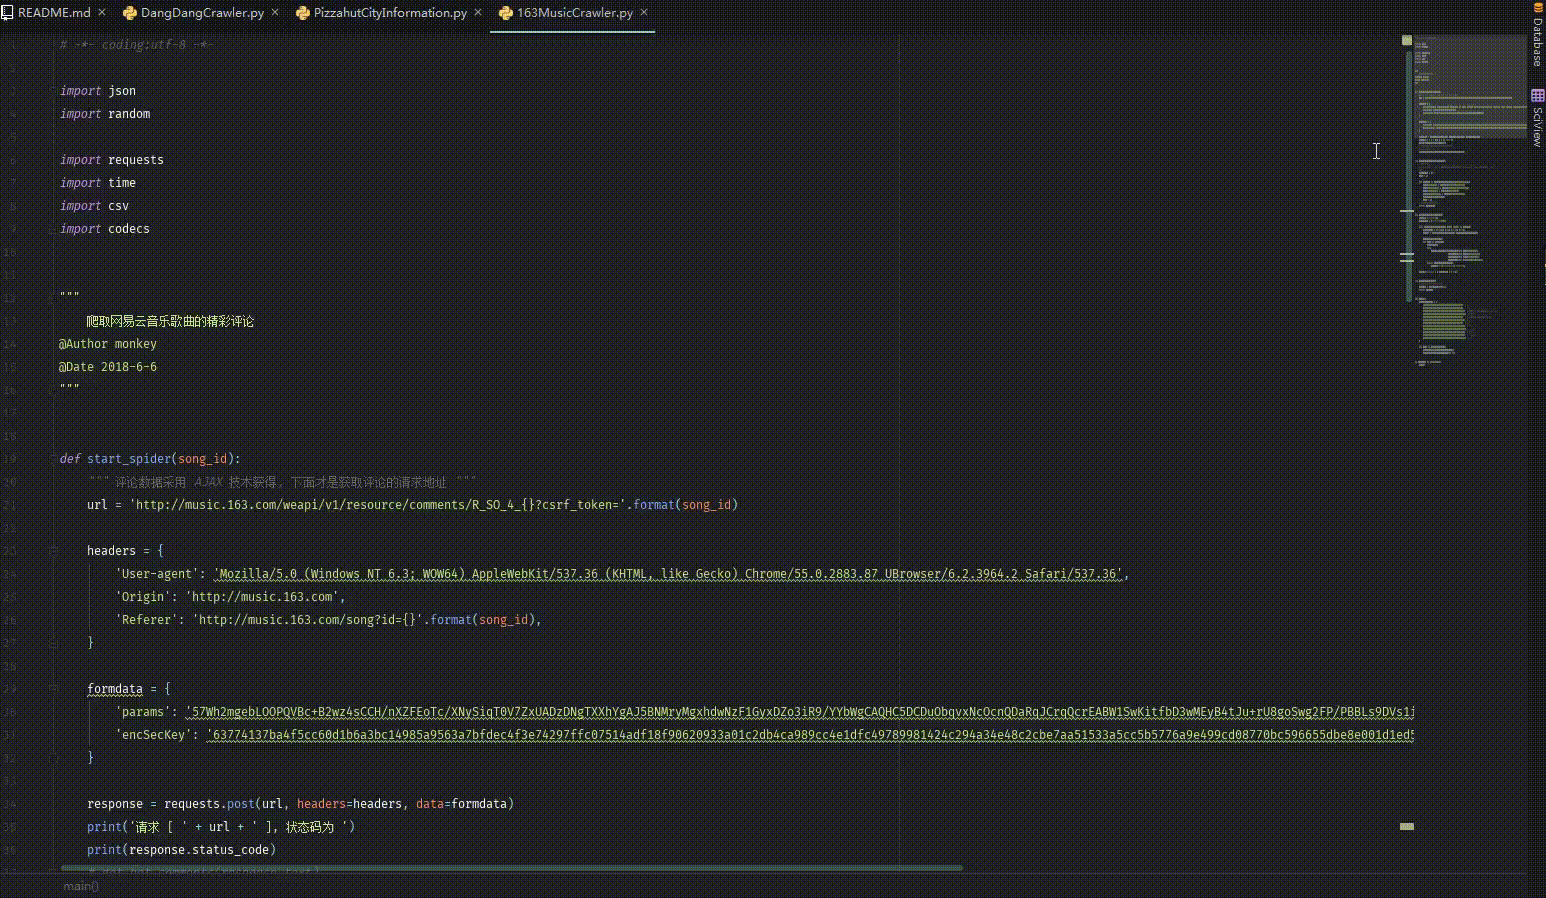 README.md × DangDangCrawler.py × PizzahutCityInformation.py × 163MusicCrawler.py ×
Database
SciView
# -*- coding:utf-8 -*-
import json
import random
import requests
import time
import csv
import codecs
"""
爬取网易云音乐歌曲的精彩评论
@Author monkey
@Date 2018-6-6
"""
def start_spider(song_id):
""" 评论数据采用 AJAX 技术获得, 下面才是获取评论的请求地址 """
url = 'http://music.163.com/weapi/v1/resource/comments/R_SO_4_{}?csrf_token='.format(song_id)
headers = {
'User-agent': 'Mozilla/5.0 (Windows NT 6.3; WOW64) AppleWebKit/537.36 (KHTML, like Gecko) Chrome/55.0.2883.87 UBrowser/6.2.3964.2 Safari/537.36',
'Origin': 'http://music.163.com',
'Referer': 'http://music.163.com/song?id={}'.format(song_id),
}
formdata = {
'params': '57Wh2mgebLOOPQVBc+B2wz4sCCH/nXZFEoTc/XNySiqT0V7ZxUADzDNgTXXhYgAJ5BNMryMgxhdwNzF1GyxDZo3iR9/YYbWgCAQHC5DCDuObqvxNcOcnQDaRqJCrqQcrEABW1SwKitfbD3wMEyB4tJu+rU8goSwg2FP/PBBLs9DVs1i
'encSecKey': '63774137ba4f5cc60d1b6a3bc14985a9563a7bfdec4f3e74297ffc07514adf18f90620933a01c2db4ca989cc4e1dfc49789981424c294a34e48c2cbe7aa51533a5cc5b5776a9e499cd08770bc596655dbe8e001d1ed5
}
response = requests.post(url, headers=headers, data=formdata)
print('请求 [ ' + url + ' ], 状态码为 ')
print(response.status_code)
main()